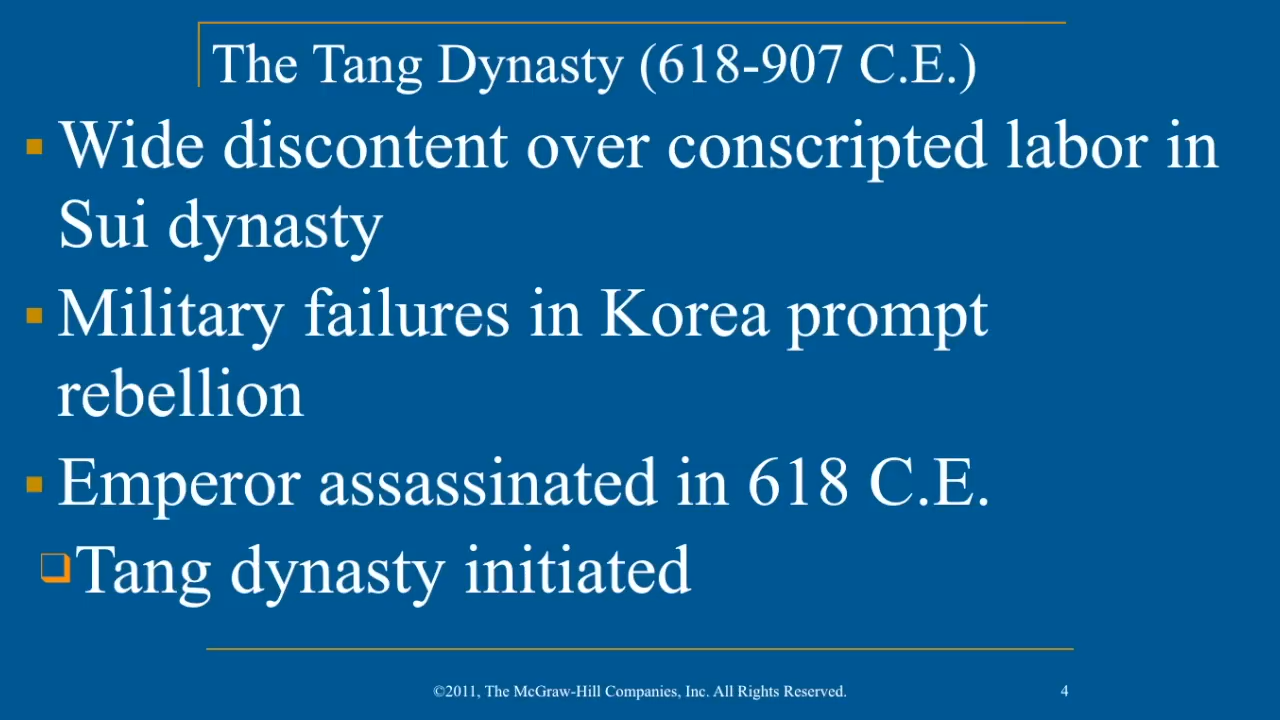 The Tang Dynasty (618-907 C.E.)
Wide discontent over conscripted labor in
Sui dynasty
Military failures in Korea prompt
rebellion
Emperor assassinated in 618 C.E.
Tang dynasty initiated
©2011, The McGraw-Hill Companies, Inc. All Rights Reserved.
4